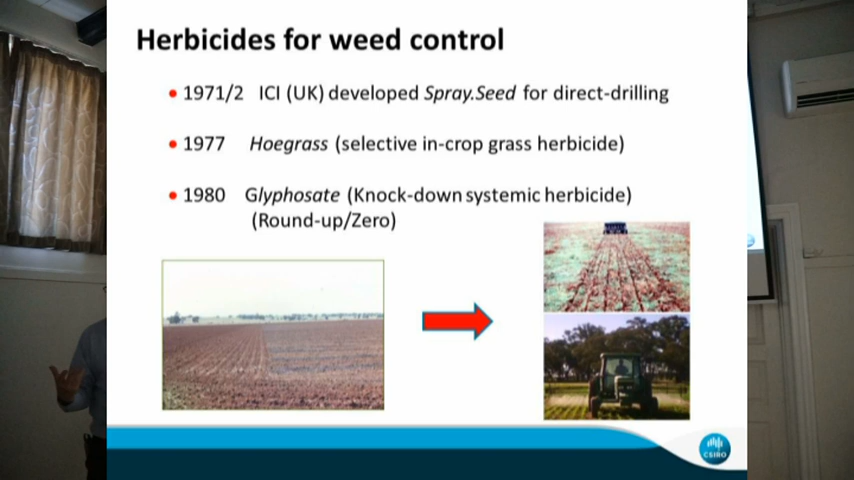 Herbicides for weed control
• 1971/2 ICI (UK) developed Spray.Seed for direct-drilling
• 1977 Hoegrass (selective in-crop grass herbicide)
• 1980 Glyphosate (Knock-down systemic herbicide)
(Round-up/Zero)
CSIRO